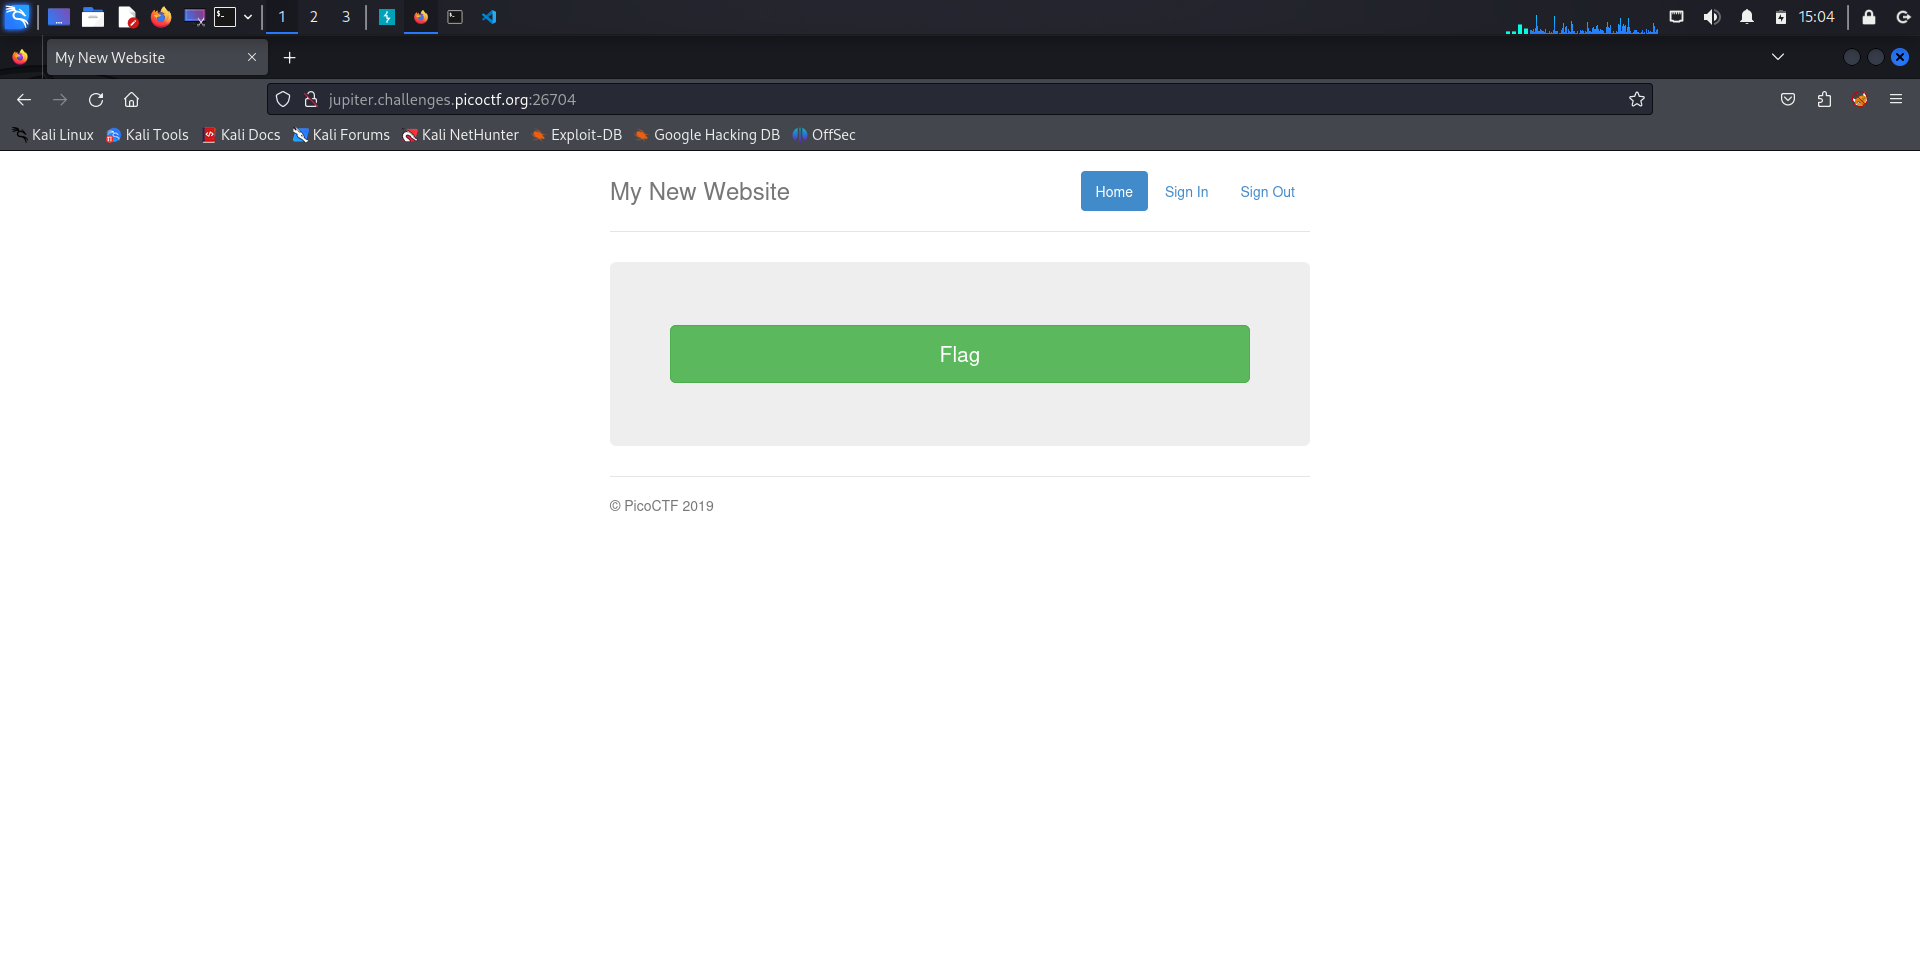 1 2 3 15:04
My New Website
jupiter.challenges.picoctf.org:26704
Kali Linux Kali Tools Kali Docs Kali Forums Kali NetHunter Exploit-DB Google Hacking DB OffSec
My New Website Home Sign In Sign Out
Flag
© PicoCTF 2019